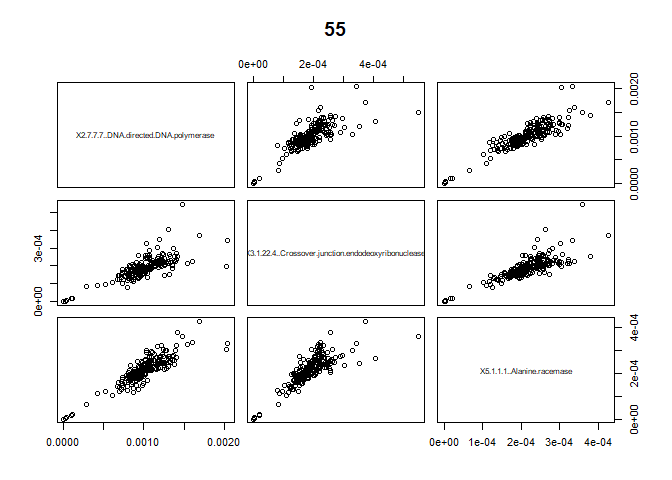 55
0e+00 2e-04 4e-04
X2.7.7.7..DNA.directed.DNA.polymerase
0.0000 0.0010 0.0020
0e+00 3e-04
X3.1.22.4..Crossover.junction.endodeoxyribonuclease
X5.1.1.1..Alanine.racemase
0e+00 2e-04 4e-04
0.0000 0.0010 0.0020
0e+00 1e-04 2e-04 3e-04 4e-04